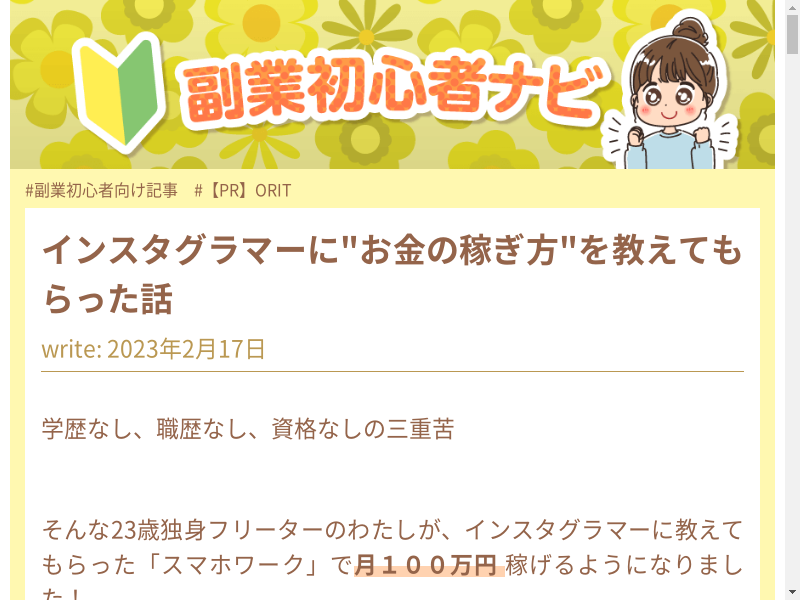 副業初心者ナビ
#副業初心者向け記事 #【PR】ORIT
インスタグラマーに"お金の稼ぎ方"を教えても
らった話
write: 2023年2月17日
学歴なし、職歴なし、資格なしの三重苦
そんな23歳独身フリーターのわたしが、インスタグラマーに教えて
もらった「スマホワーク」で月１００万円 稼げるようになりまし
た！